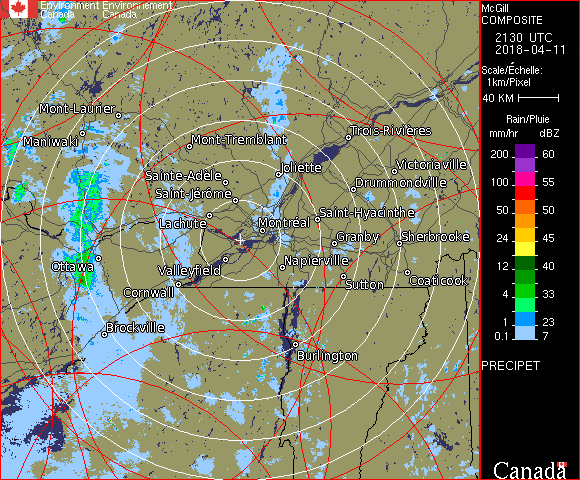 Environment Environnement
Canada Canada
McGill
COMPOSITE
2130 UTC
2018-04-11
Scale/Échelle:
1km/Pixel
40 KM
Rain/Pluie
mm/hr dBZ
200 60
100 55
50 50
24 45
12 40
4 33
1 23
0.1 7
PRECIPET
Canada
Mont-Laurier
Maniwaki
Mont-Tremblant
Trois-Rivières
Sainte-Adèle
Joliette
Victoriaville
Saint-Jérôme
Drummondville
Lachute
Montréal
Saint-Hyacinthe
Granby
Sherbrooke
Ottawa
Valleyfield
Napierville
Cornwall
Sutton
Coaticook
Brockville
Burlington